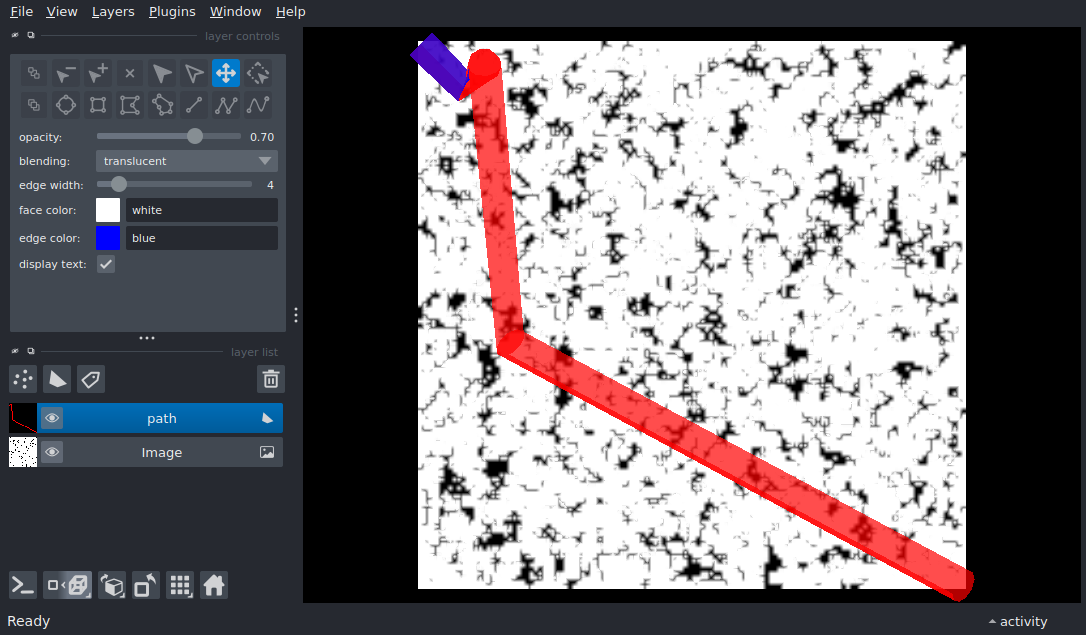 File View Layers Plugins Window Help
layer controls
opacity: 0.70
blending: translucent
edge width: 4
face color: white
edge color: blue
display text:
layer list
path
Image
Ready activity